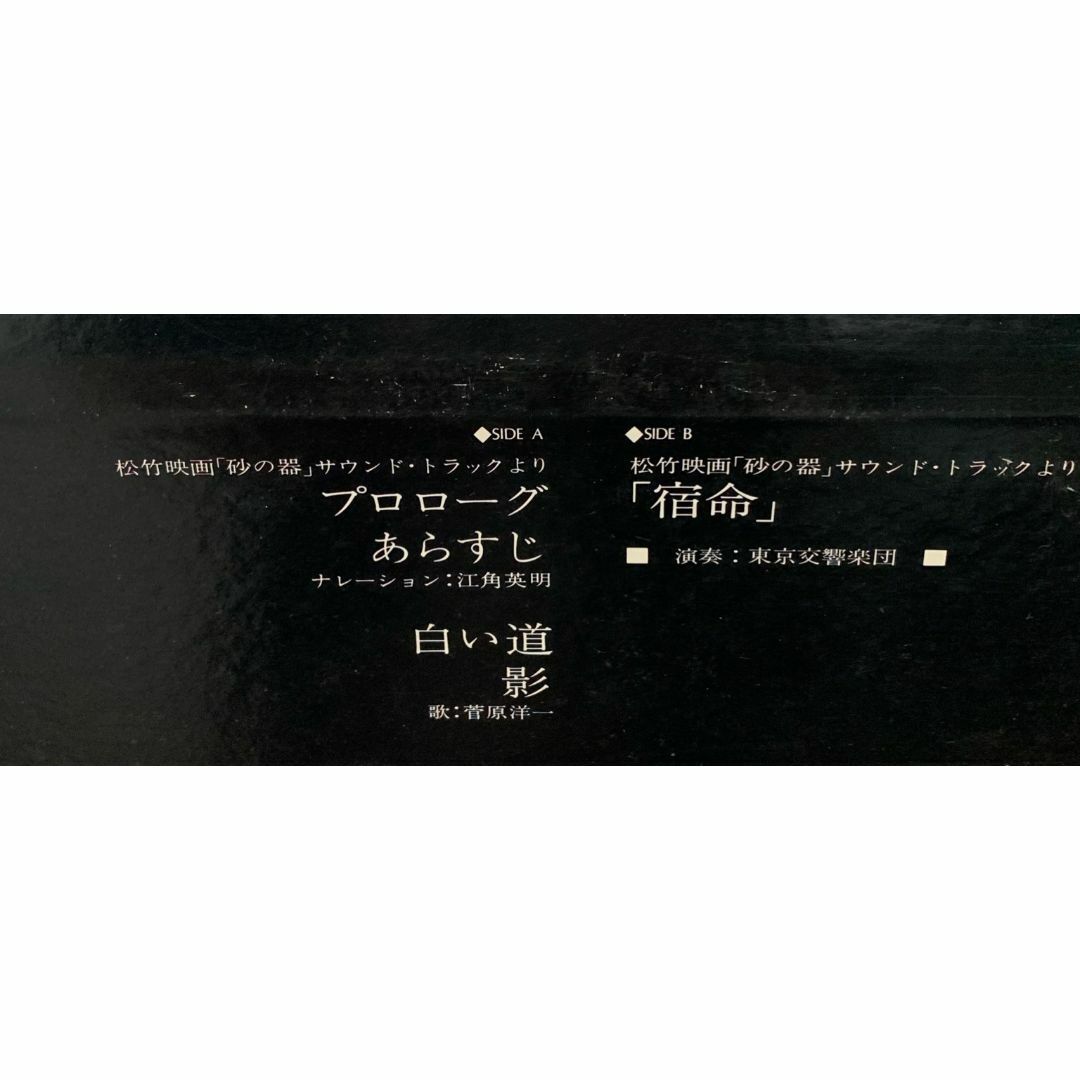 ◆SIDE A
松竹映画「砂の器」サウンド・トラックより
プロローグ
あらすじ
ナレーション:江角英明
白い道
影
歌:菅原洋一
◆SIDE B
松竹映画「砂の器」サウンド・トラックより
「宿命」
■ 演奏:東京交響楽団 ■